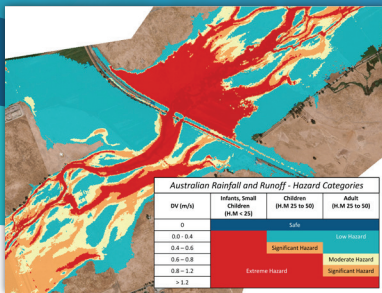 Australian Rainfall and Runoff - Hazard Categories
DV (m/s) Infants, Small Children (H.M < 25) Children (H.M 25 to 50) Adult (H.M 25 to 50)
0 Safe
0.0 - 0.4 Low Hazard
0.4 – 0.6 Significant Hazard
0.6 – 0.8 Moderate Hazard
0.8 – 1.2 Extreme Hazard Significant Hazard
> 1.2